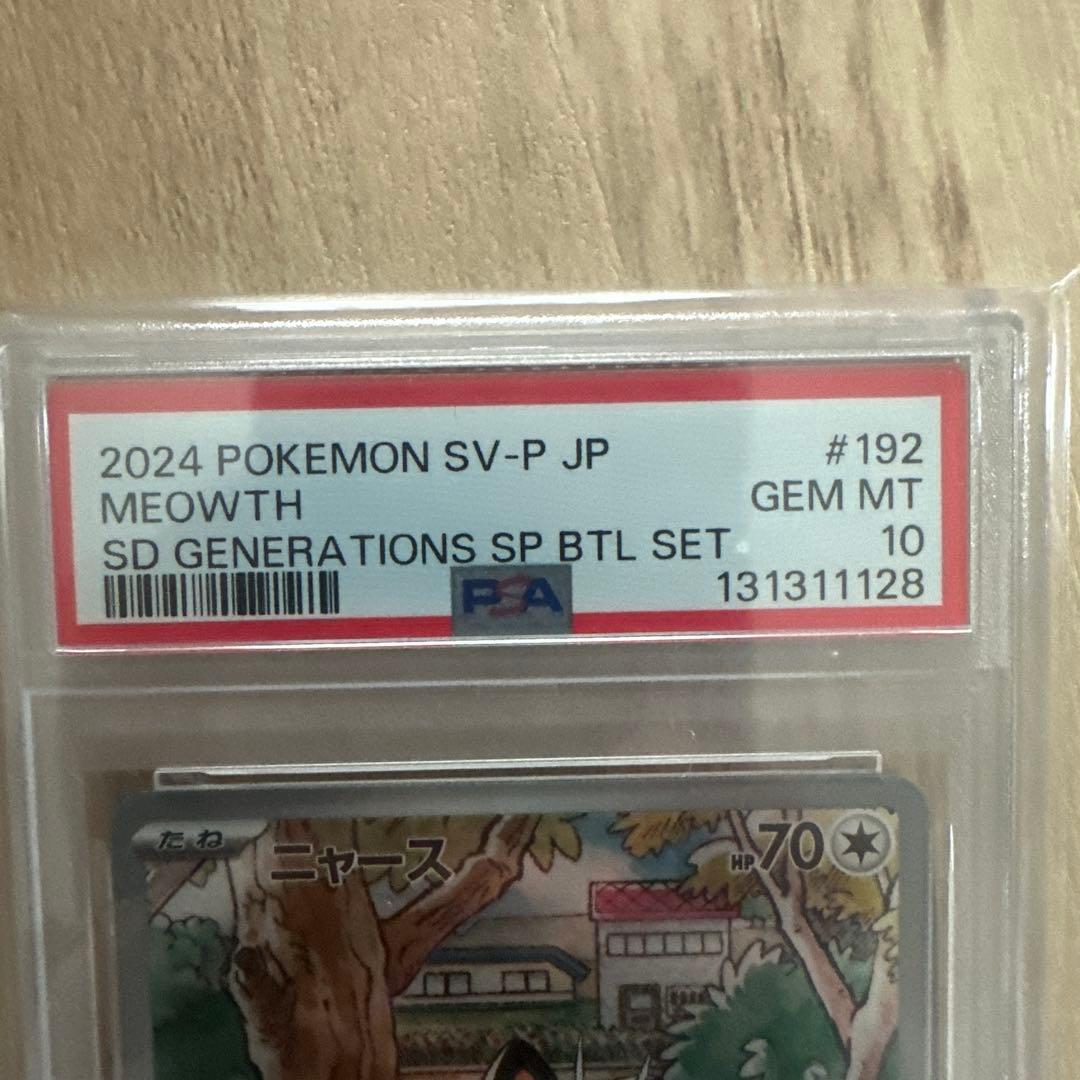 2024 POKEMON SV-P JP #192
MEOWTH GEM MT
SD GENERATIONS SP BTL SET 10
PSA 131311128
たね ニャース HP70